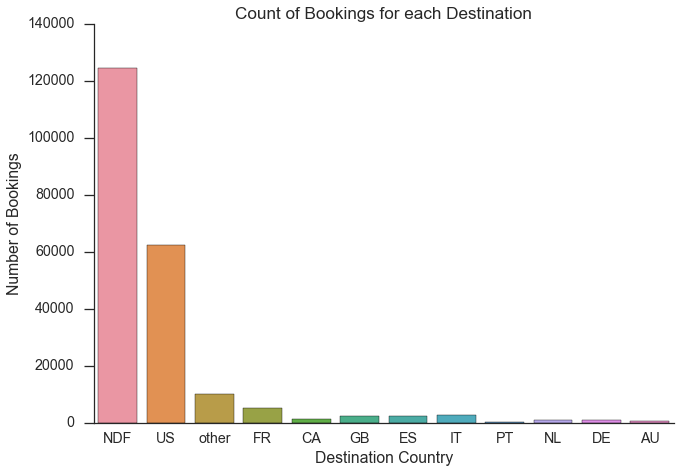 Count of Bookings for each Destination
140000
120000
100000
80000
60000
40000
20000
0
Number of Bookings
NDF US other FR CA GB ES IT PT NL DE AU
Destination Country